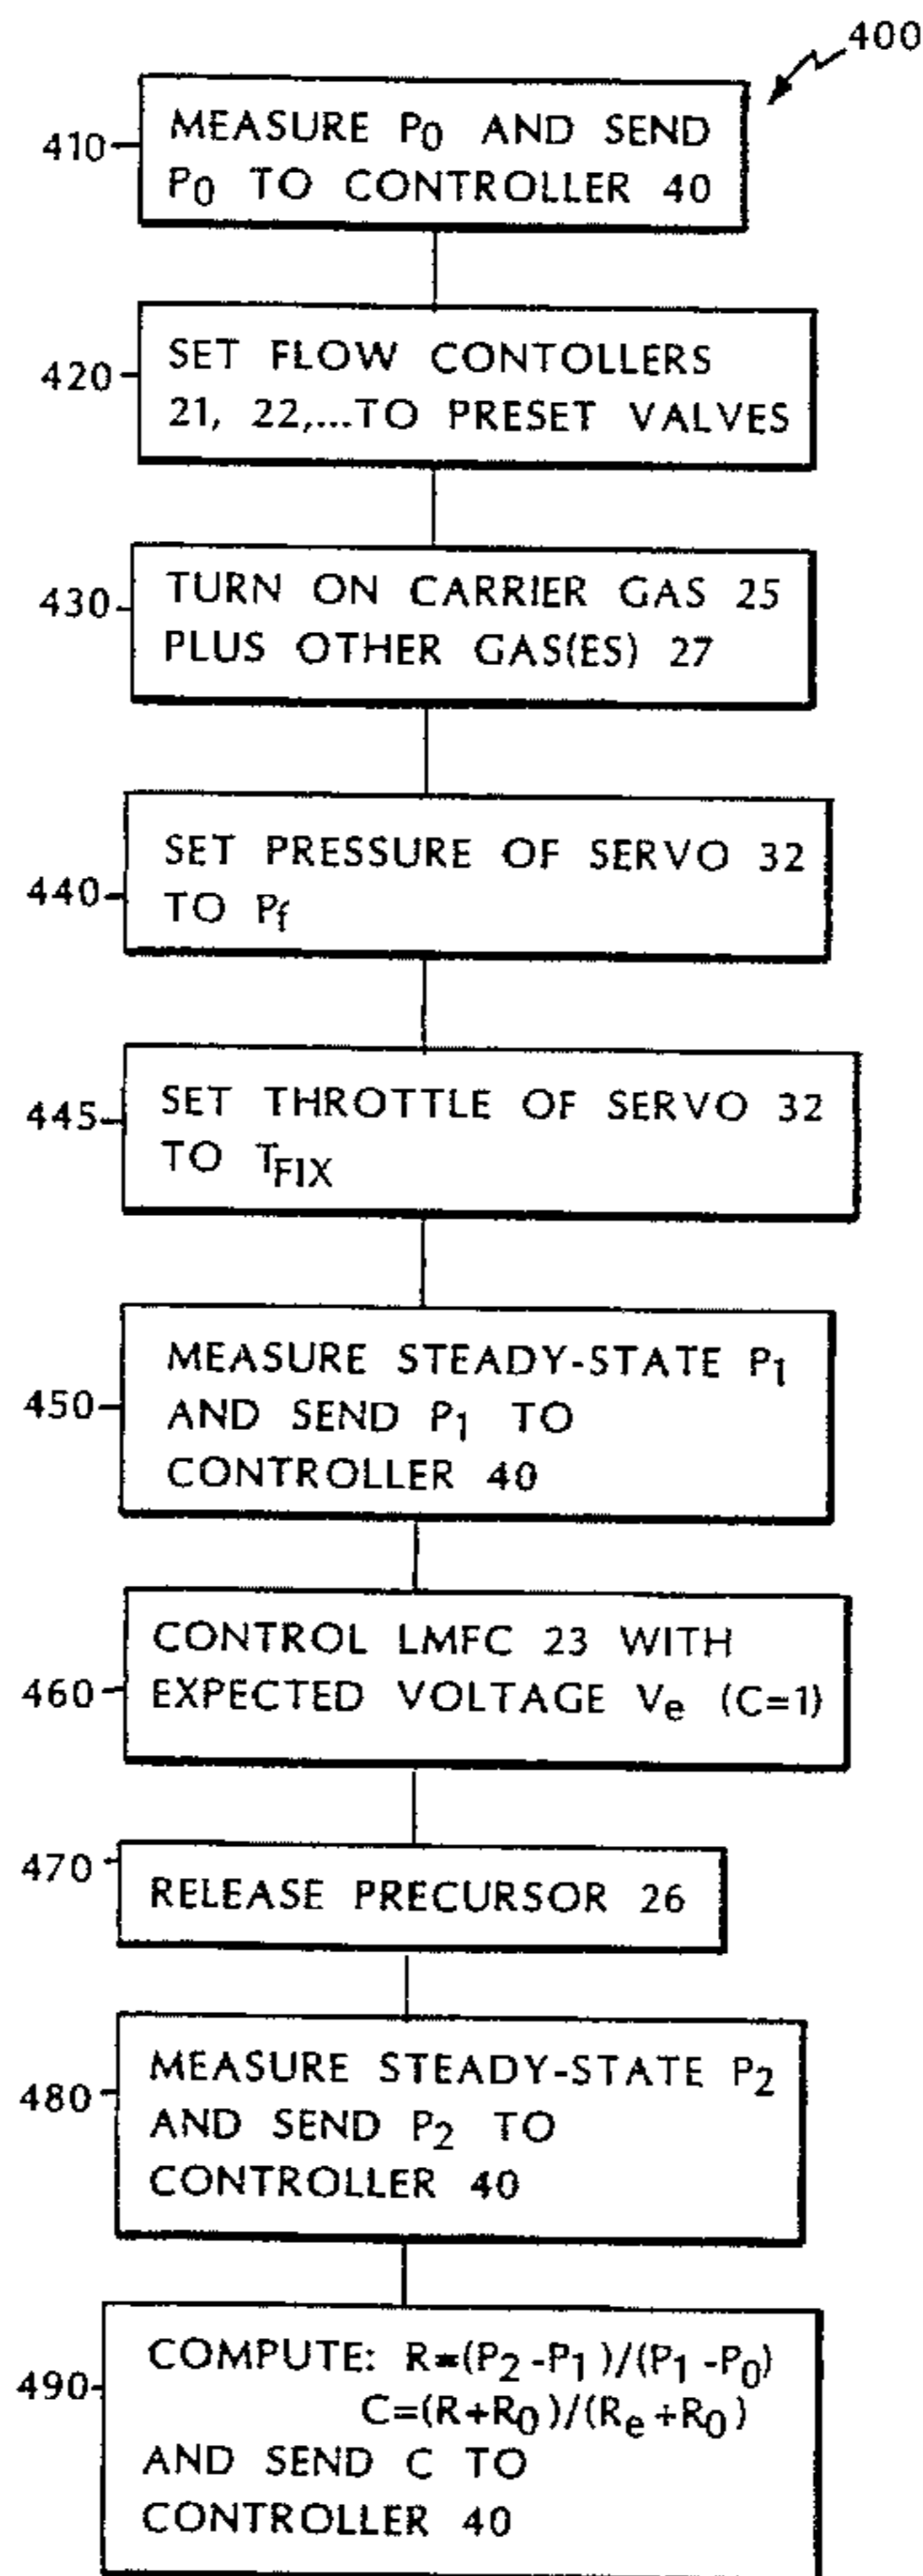 400
410
MEASURE P0 AND SEND
P0 TO CONTROLLER 40
420
SET FLOW CONTOLLERS
21, 22,...TO PRESET VALVES
430
TURN ON CARRIER GAS 25
PLUS OTHER GAS(ES) 27
440
SET PRESSURE OF SERVO 32
TO Pf
445
SET THROTTLE OF SERVO 32
TO TFIX
450
MEASURE STEADY-STATE P1
AND SEND P1 TO
CONTROLLER 40
460
CONTROL LMFC 23 WITH
EXPECTED VOLTAGE Ve (C=1)
470
RELEASE PRECURSOR 26
480
MEASURE STEADY-STATE P2
AND SEND P2 TO
CONTROLLER 40
490
COMPUTE: R=(P2-P1)/(P1-P0)
C=(R+R0)/(Re+R0)
AND SEND C TO
CONTROLLER 40